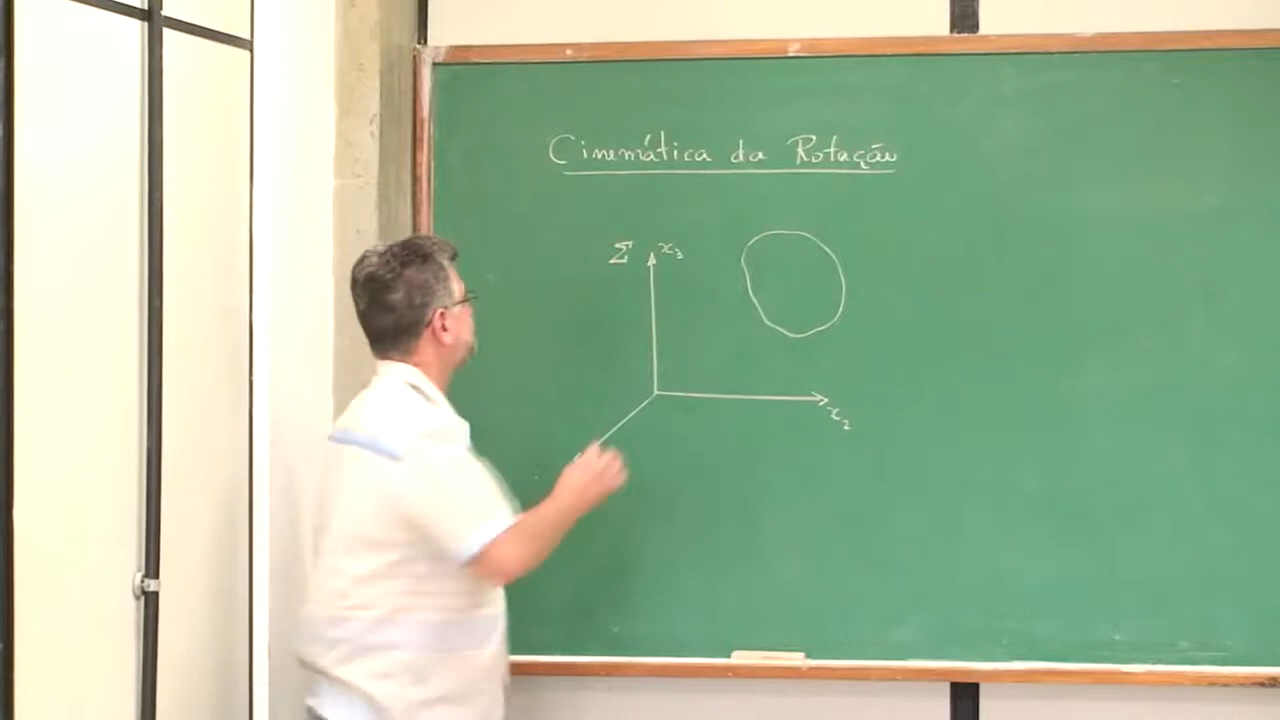 Cinemática da Rotação
Σ x₃
x₂